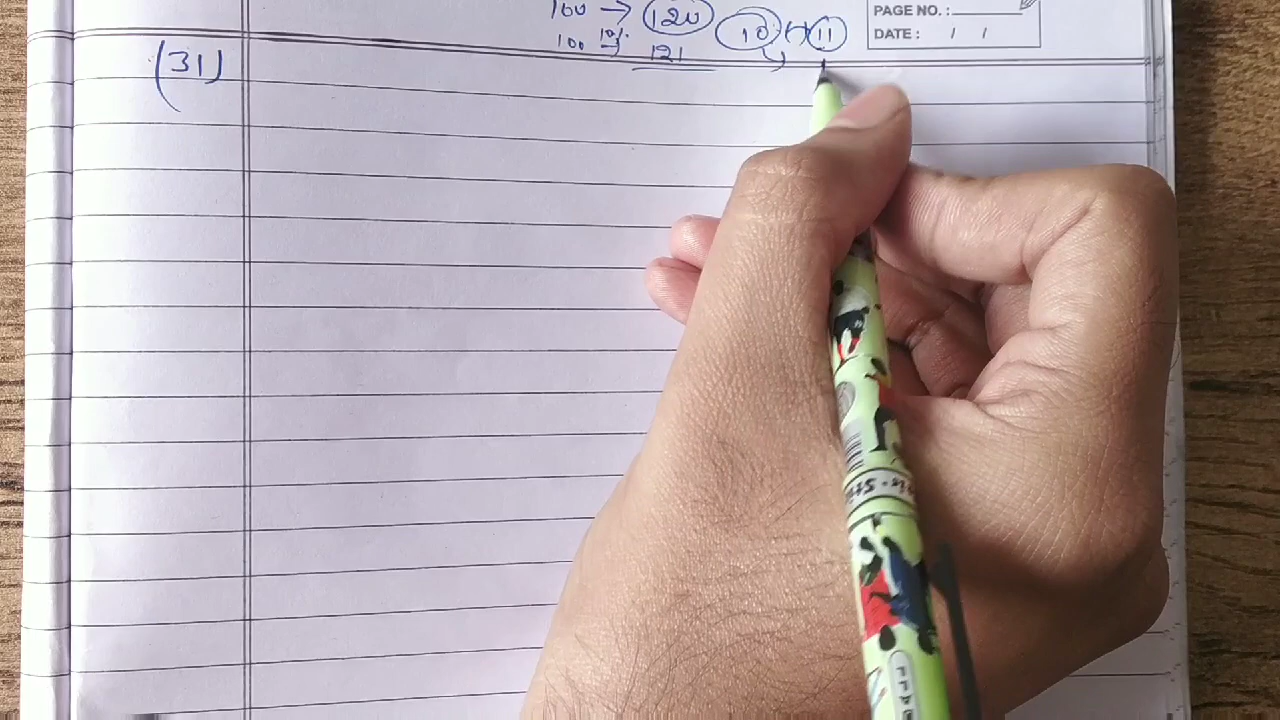 100 → 120 10 (+) 11
PAGE NO.:
100 10% → 121
DATE : / /
(31)